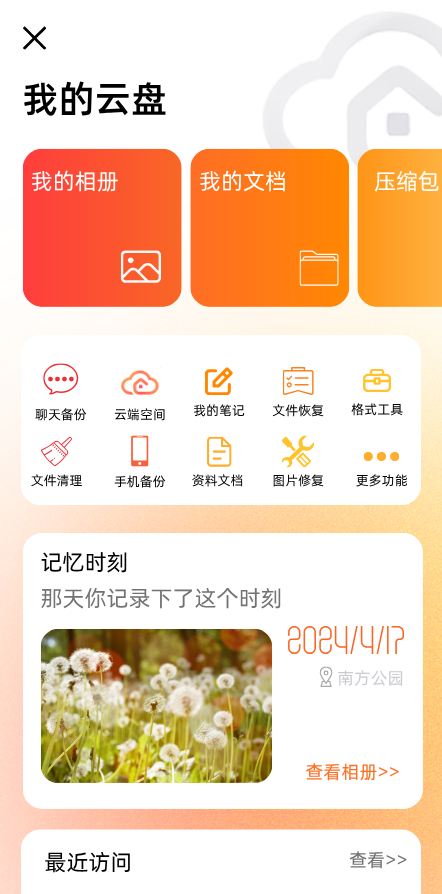 我的云盘
我的相册
我的文档
压缩包
聊天备份
云端空间
我的笔记
文件恢复
格式工具
文件清理
手机备份
资料文档
图片修复
更多功能
记忆时刻
那天你记录下了这个时刻
2024/4/17
南方公园
查看相册>>
最近访问
查看>>